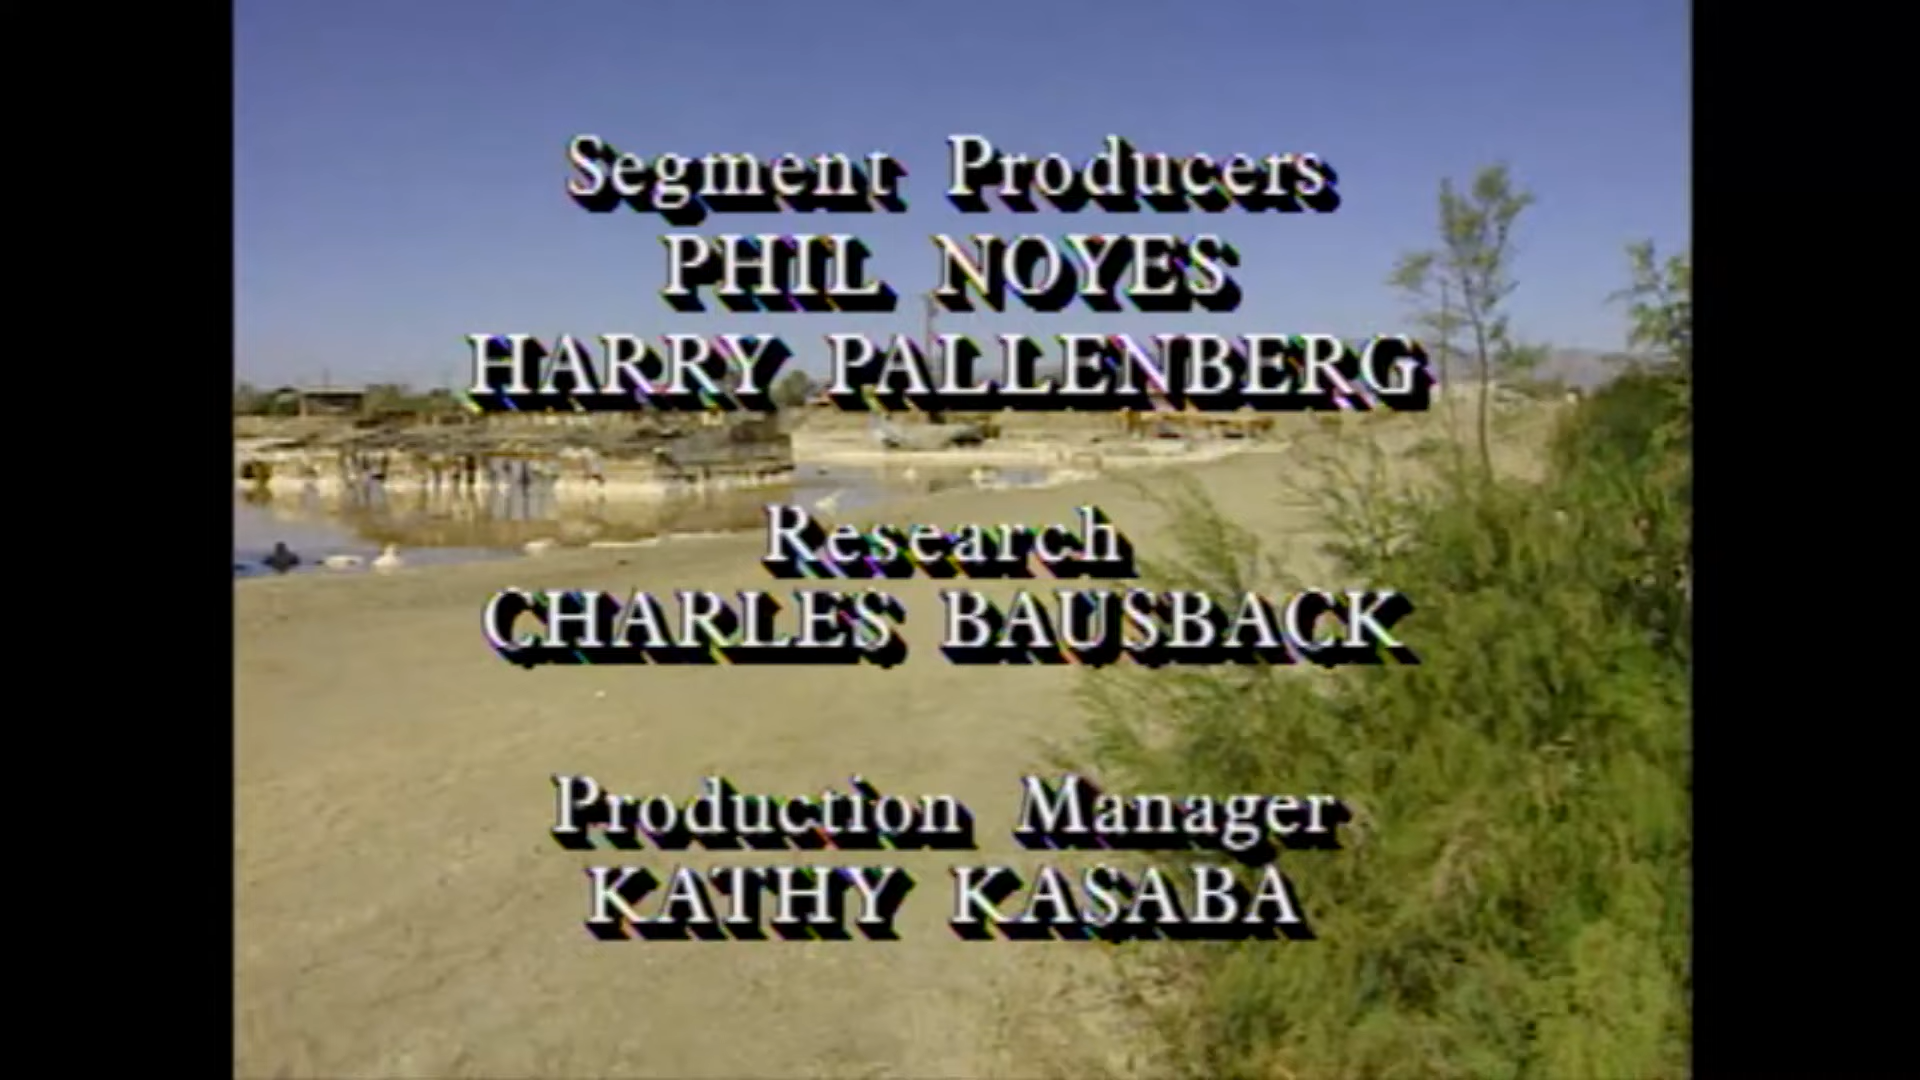 Segment Producers
PHIL NOYES
HARRY PALLENBERG
Research
CHARLES BAUSBACK
Production Manager
KATHY KASABA